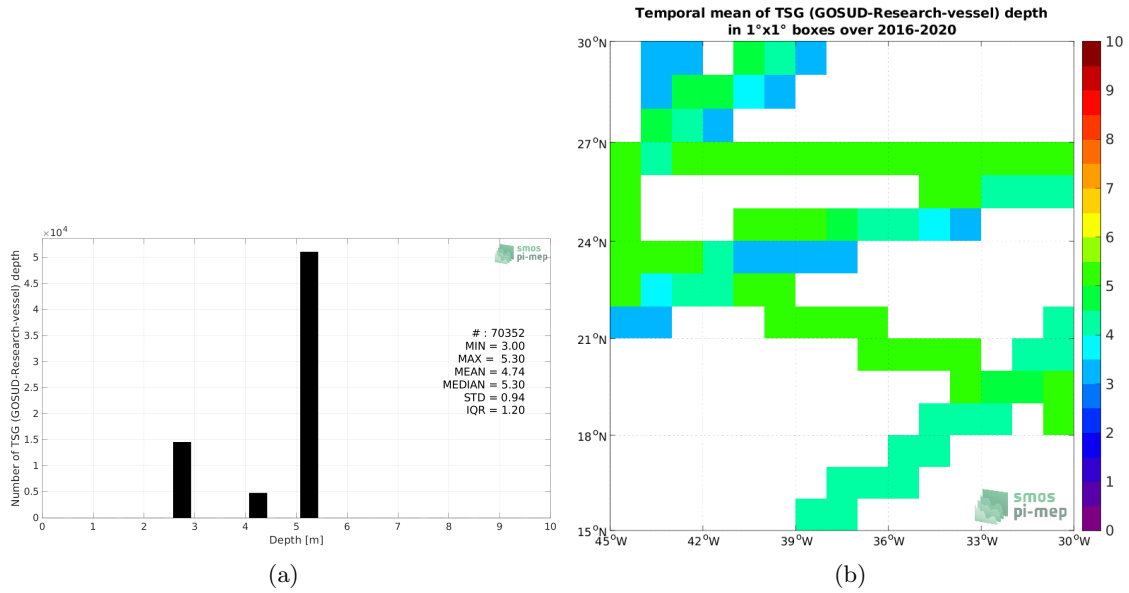 ×10^4
5
4.5
4
3.5
3
2.5
2
1.5
1
0.5
0
Number of TSG (GOSUD-Research-vessel) depth
0 1 2 3 4 5 6 7 8 9 10
Depth [m]
smos
pi-mep
# : 70352
MIN = 3.00
MAX = 5.30
MEAN = 4.74
MEDIAN = 5.30
STD = 0.94
IQR = 1.20
(a)
Temporal mean of TSG (GOSUD-Research-vessel) depth
in 1°x1° boxes over 2016-2020
30°N
27°N
24°N
21°N
18°N
15°N
45°W 42°W 39°W 36°W 33°W 30°W
smos
pi-mep
10
9
8
7
6
5
4
3
2
1
0
(b)